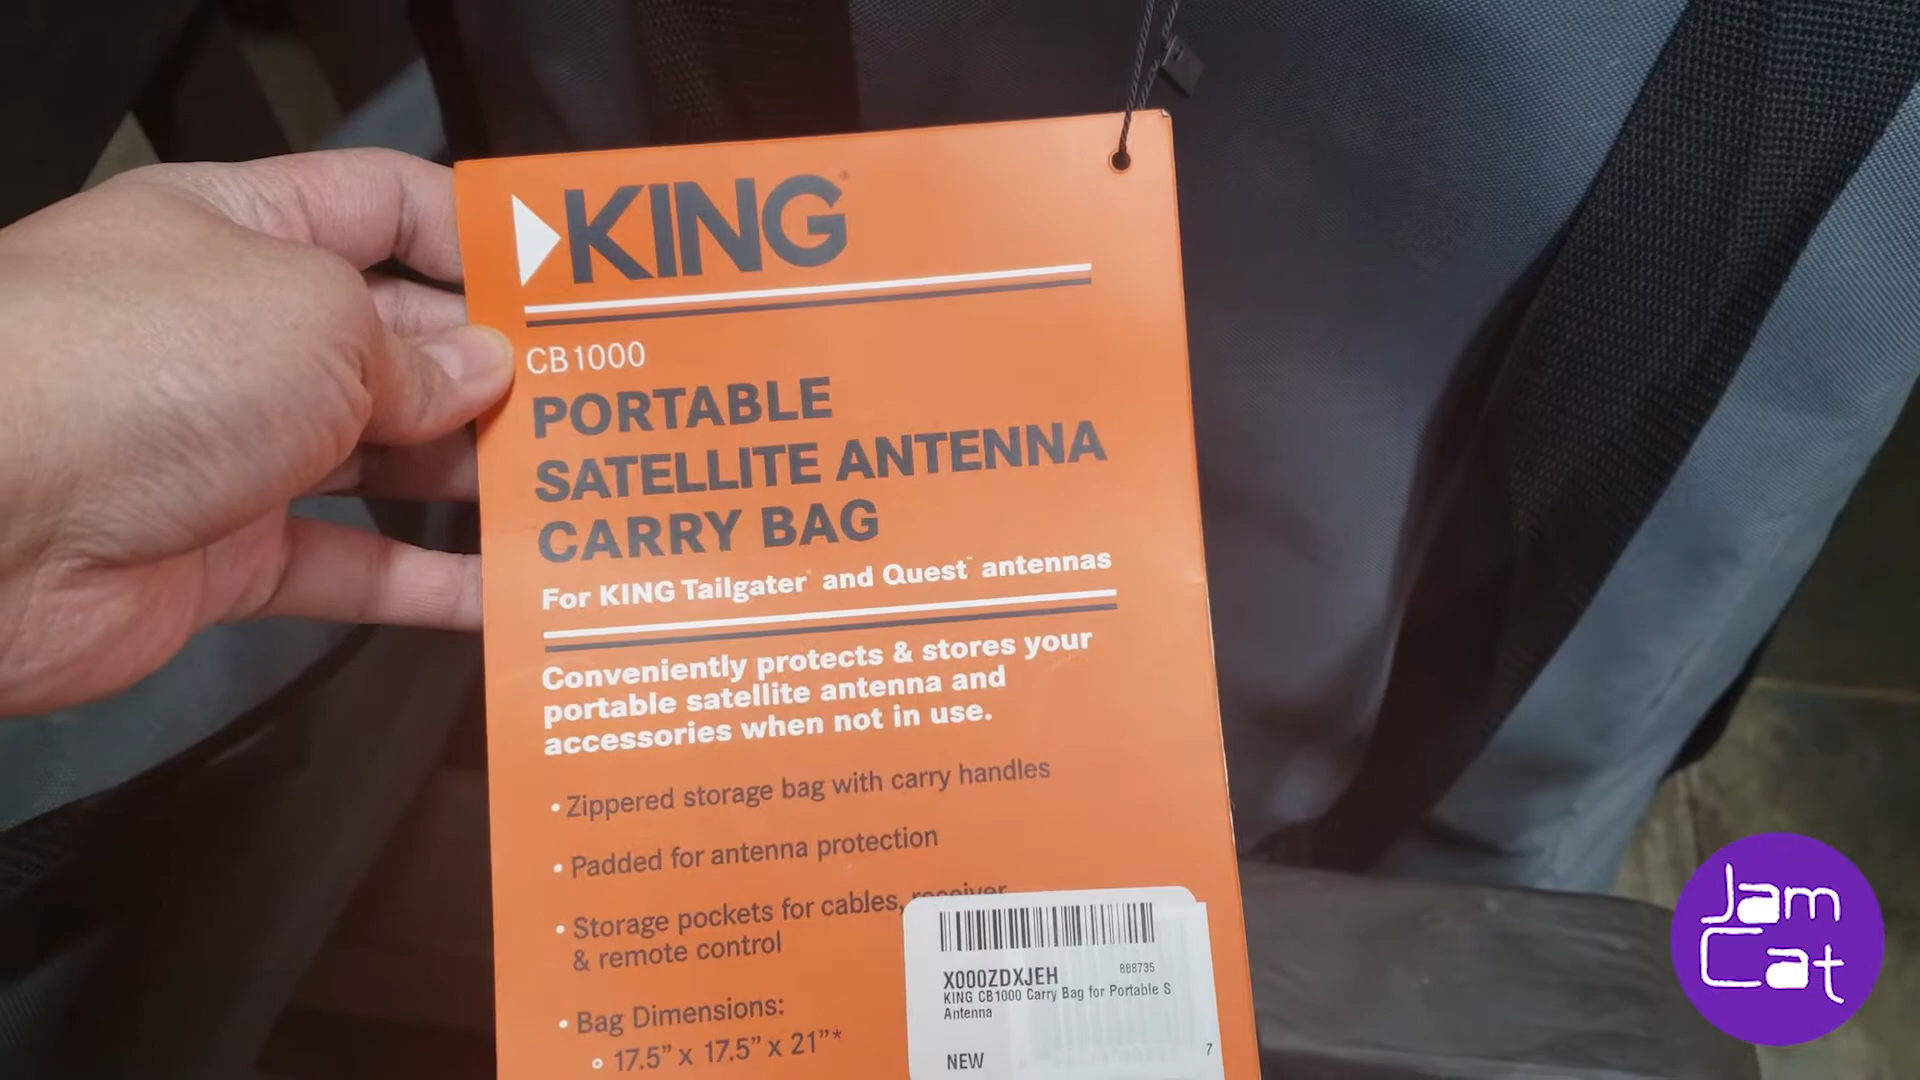 KING®
CB1000
PORTABLE
SATELLITE ANTENNA
CARRY BAG
For KING Tailgater® and Quest™ antennas
Conveniently protects & stores your
portable satellite antenna and
accessories when not in use.
• Zippered storage bag with carry handles
• Padded for antenna protection
• Storage pockets for cables, receiver
& remote control
• Bag Dimensions:
17.5” x 17.5” x 21”*
X000ZDXJEH 888735
KING CB1000 Carry Bag for Portable S
Antenna
NEW
7
Jam
Cat